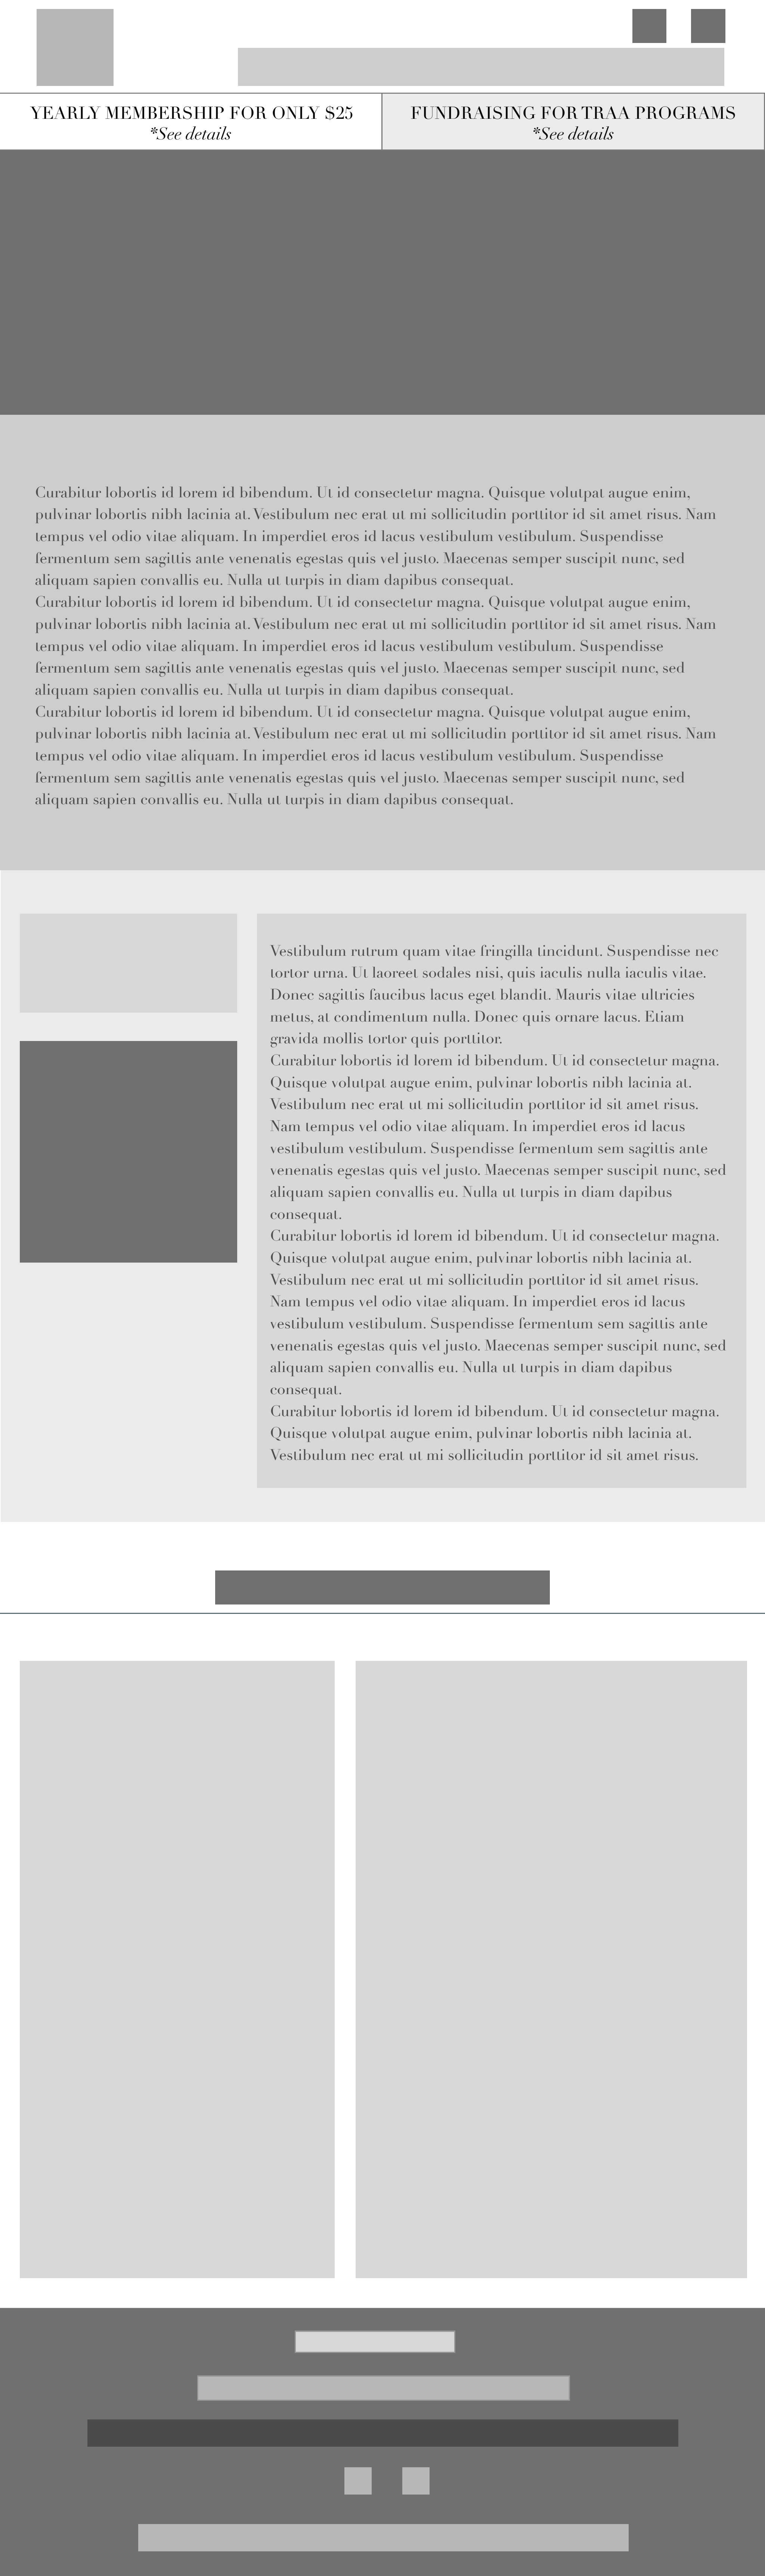 YEARLY MEMBERSHIP FOR ONLY $25
*See details
FUNDRAISING FOR TRAA PROGRAMS
*See details
Curabitur lobortis id lorem id bibendum. Ut id consectetur magna. Quisque volutpat augue enim,
pulvinar lobortis nibh lacinia at. Vestibulum nec erat ut mi sollicitudin porttitor id sit amet risus. Nam
tempus vel odio vitae aliquam. In imperdiet eros id lacus vestibulum vestibulum. Suspendisse
fermentum sem sagittis ante venenatis egestas quis vel justo. Maecenas semper suscipit nunc, sed
aliquam sapien convallis eu. Nulla ut turpis in diam dapibus consequat.
Curabitur lobortis id lorem id bibendum. Ut id consectetur magna. Quisque volutpat augue enim,
pulvinar lobortis nibh lacinia at. Vestibulum nec erat ut mi sollicitudin porttitor id sit amet risus. Nam
tempus vel odio vitae aliquam. In imperdiet eros id lacus vestibulum vestibulum. Suspendisse
fermentum sem sagittis ante venenatis egestas quis vel justo. Maecenas semper suscipit nunc, sed
aliquam sapien convallis eu. Nulla ut turpis in diam dapibus consequat.
Curabitur lobortis id lorem id bibendum. Ut id consectetur magna. Quisque volutpat augue enim,
pulvinar lobortis nibh lacinia at. Vestibulum nec erat ut mi sollicitudin porttitor id sit amet risus. Nam
tempus vel odio vitae aliquam. In imperdiet eros id lacus vestibulum vestibulum. Suspendisse
fermentum sem sagittis ante venenatis egestas quis vel justo. Maecenas semper suscipit nunc, sed
aliquam sapien convallis eu. Nulla ut turpis in diam dapibus consequat.
Vestibulum rutrum quam vitae fringilla tincidunt. Suspendisse nec
tortor urna. Ut laoreet sodales nisi, quis iaculis nulla iaculis vitae.
Donec sagittis faucibus lacus eget blandit. Mauris vitae ultricies
metus, at condimentum nulla. Donec quis ornare lacus. Etiam
gravida mollis tortor quis porttitor.
Curabitur lobortis id lorem id bibendum. Ut id consectetur magna.
Quisque volutpat augue enim, pulvinar lobortis nibh lacinia at.
Vestibulum nec erat ut mi sollicitudin porttitor id sit amet risus.
Nam tempus vel odio vitae aliquam. In imperdiet eros id lacus
vestibulum vestibulum. Suspendisse fermentum sem sagittis ante
venenatis egestas quis vel justo. Maecenas semper suscipit nunc, sed
aliquam sapien convallis eu. Nulla ut turpis in diam dapibus
consequat.
Curabitur lobortis id lorem id bibendum. Ut id consectetur magna.
Quisque volutpat augue enim, pulvinar lobortis nibh lacinia at.
Vestibulum nec erat ut mi sollicitudin porttitor id sit amet risus.
Nam tempus vel odio vitae aliquam. In imperdiet eros id lacus
vestibulum vestibulum. Suspendisse fermentum sem sagittis ante
venenatis egestas quis vel justo. Maecenas semper suscipit nunc, sed
aliquam sapien convallis eu. Nulla ut turpis in diam dapibus
consequat.
Curabitur lobortis id lorem id bibendum. Ut id consectetur magna.
Quisque volutpat augue enim, pulvinar lobortis nibh lacinia at.
Vestibulum nec erat ut mi sollicitudin porttitor id sit amet risus.